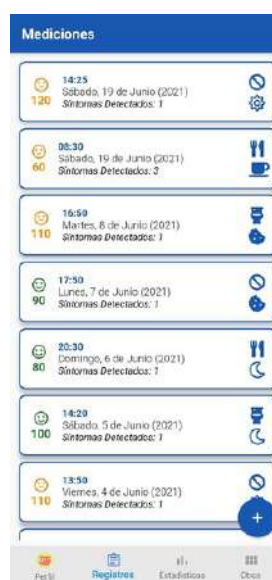 Mediciones
14:25
Sábado, 19 de Junio (2021)
120
Síntomas Detectados: 1
08:30
Sábado, 19 de Junio (2021)
60
Síntomas Detectados: 3
16:50
Martes, 8 de Junio (2021)
110
Síntomas Detectados: 1
17:50
Lunes, 7 de Junio (2021)
90
Síntomas Detectados: 1
20:30
Domingo, 6 de Junio (2021)
80
Síntomas Detectados: 1
14:20
Sábado, 5 de Junio (2021)
100
Síntomas Detectados: 1
13:50
Viernes, 4 de Junio (2021)
110
Síntomas Detectados: 1
+
Perfil Registros Estadísticas Otros